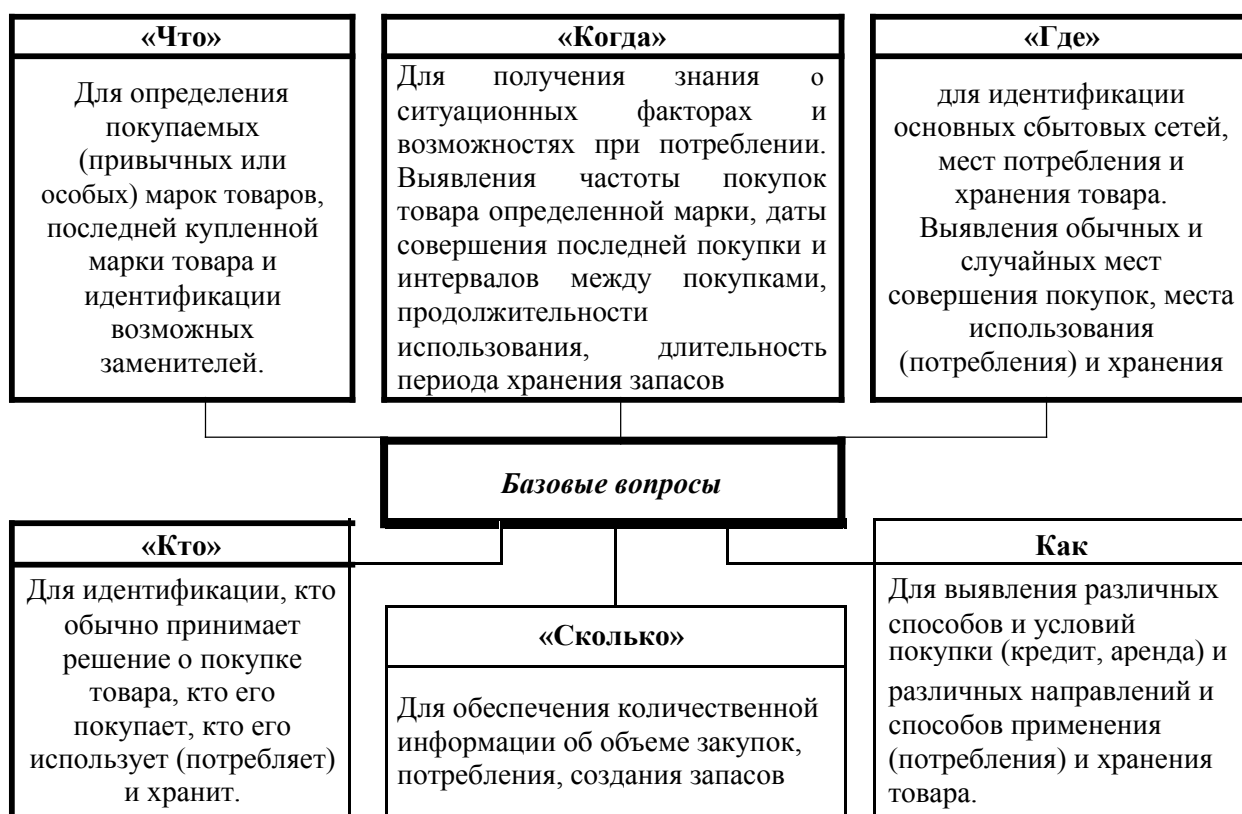 «Что»
Для определения
покупаемых
(привычных или
особых) марок товаров,
последней купленной
марки товара и
идентификации
возможных
заменителей.
«Когда»
Для получения знания о
ситуационных факторах и
возможностях при потреблении.
Выявления частоты покупок
товара определенной марки, даты
совершения последней покупки и
интервалов между покупками,
продолжительности
использования, длительность
периода хранения запасов
«Где»
для идентификации
основных сбытовых сетей,
мест потребления и
хранения товара.
Выявления обычных и
случайных мест
совершения покупок, места
использования
(потребления) и хранения
Базовые вопросы
«Кто»
Для идентификации, кто
обычно принимает
решение о покупке
товара, кто его
покупает, кто его
использует (потребляет)
и хранит.
«Сколько»
Для обеспечения количественной
информации об объеме закупок,
потребления, создания запасов
Как
Для выявления различных
способов и условий
покупки (кредит, аренда) и
различных направлений и
способов применения
(потребления) и хранения
товара.